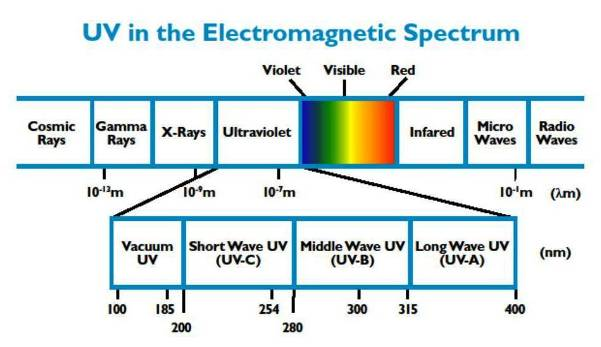 UV in the Electromagnetic Spectrum
Violet Visible Red
Cosmic Rays
Gamma Rays
X-Rays
Ultraviolet
Infared
Micro Waves
Radio Waves
10-13m 10-9m 10-7m 10-1m (λm)
Vacuum UV
Short Wave UV (UV-C)
Middle Wave UV (UV-B)
Long Wave UV (UV-A)
(nm)
100 185 254 300 315 400
200 280